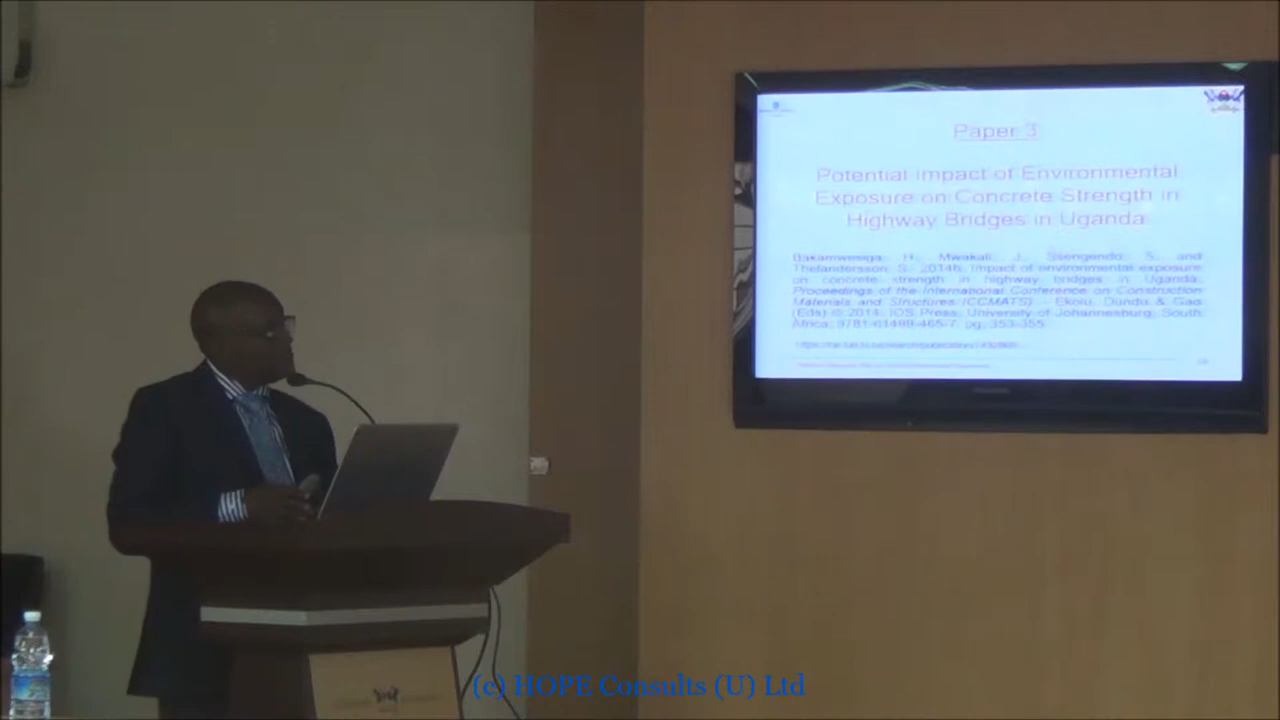 Paper 3
Potential Impact of Environmental
Exposure on Concrete Strength in
Highway Bridges in Uganda
Bakamwesiga, H., Mwakali, J., Ssengendo, S. and
Thelandersson, S. 2014b. Impact of environmental exposure
on concrete strength in highway bridges in Uganda.
Proceedings of the International Conference on Construction
Materials and Structures (ICCMATS) – Ekolu, Dundu & Gao
(Eds) © 2014, IOS Press, University of Johannesburg, South
Africa; 9781-61499-465-7, pg. 353-355
(c) HOPE Consults (U) Ltd